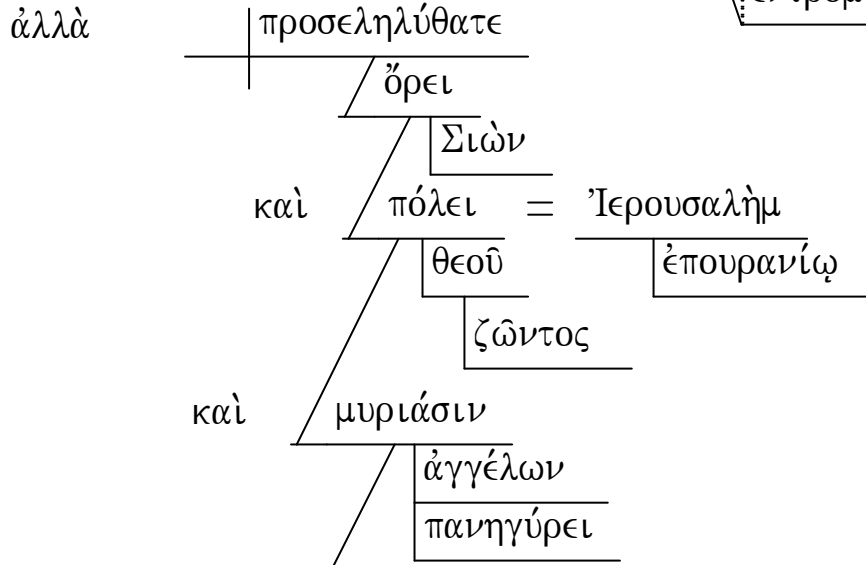 ἀλλὰ προσεληλύθατε
ὄρει
Σιὼν
καὶ πόλει = Ἰερουσαλὴμ
θεοῦ ἐπουρανίῳ
ζῶντος
καὶ μυριάσιν
ἀγγέλων
πανηγύρει